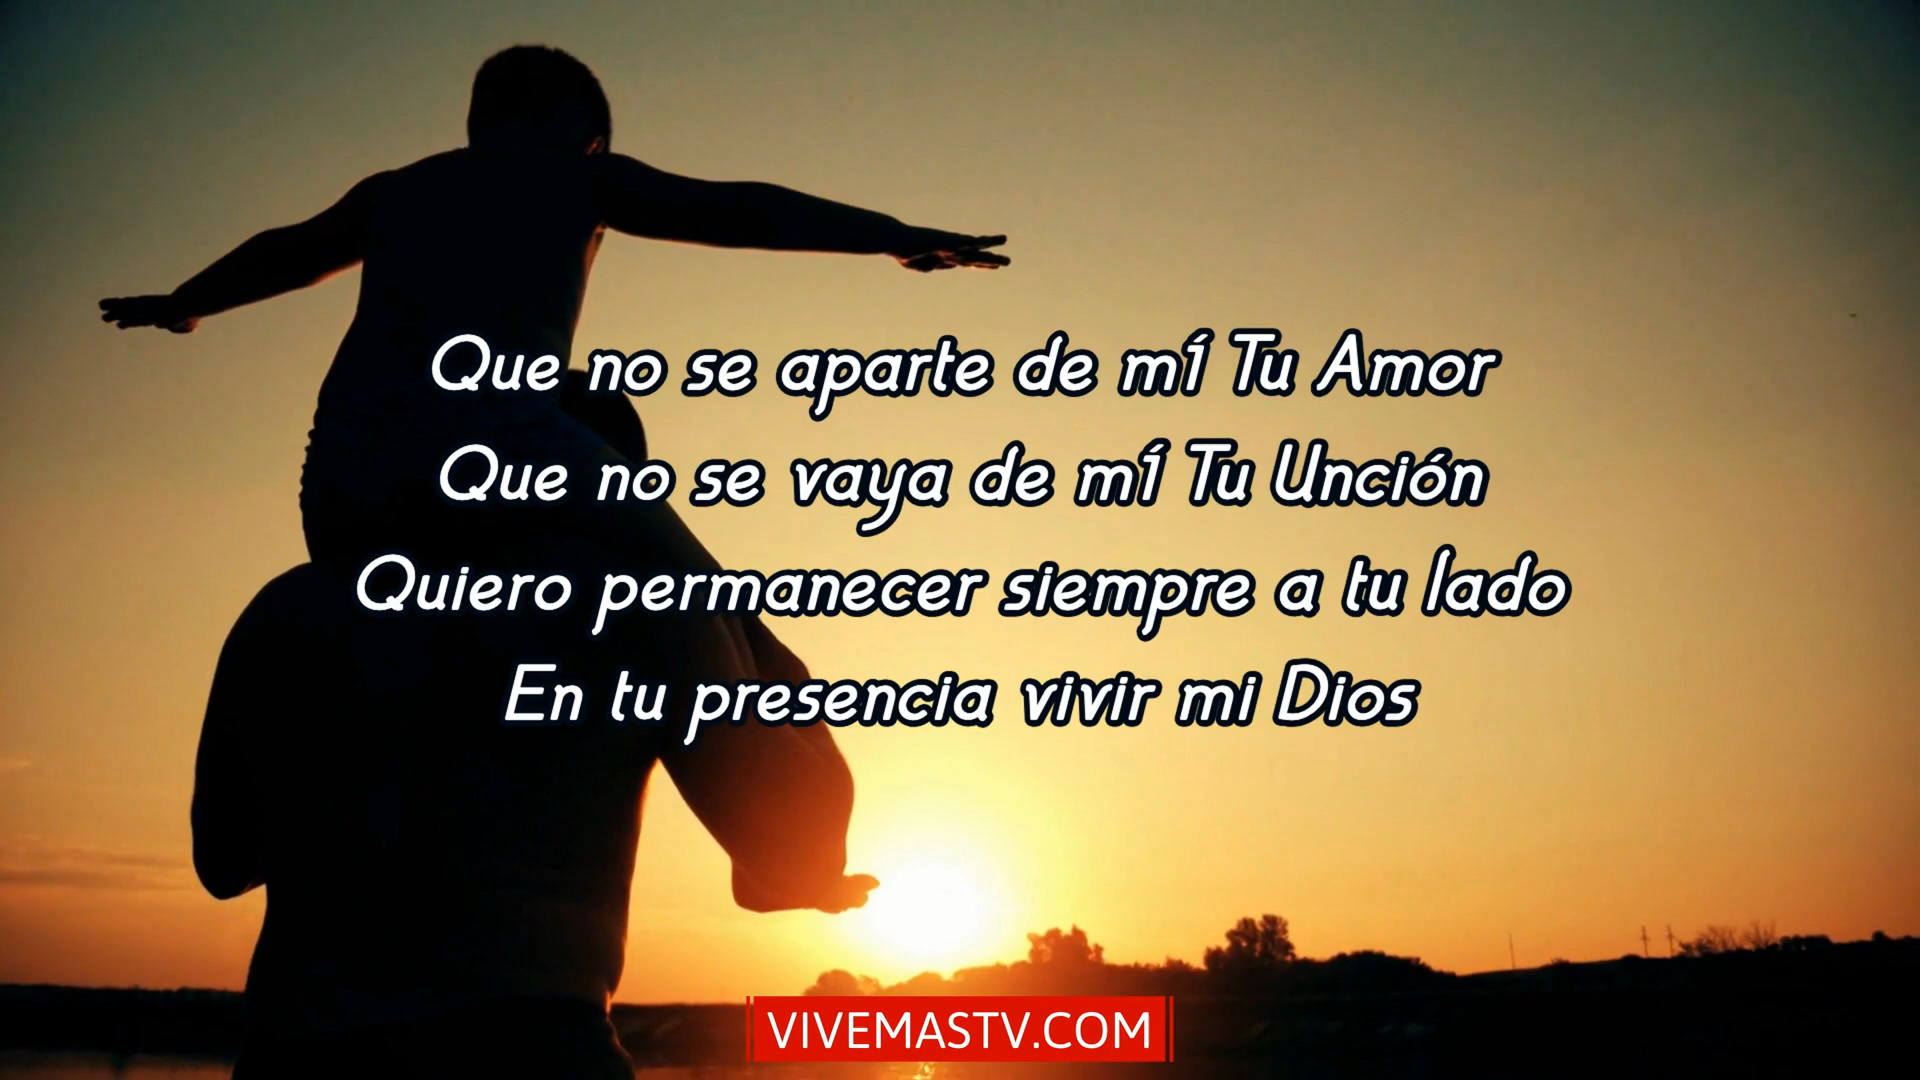 Que no se aparte de mí Tu Amor
Que no se vaya de mí Tu Unción
Quiero permanecer siempre a tu lado
En tu presencia vivir mi Dios
VIVEMASTV.COM